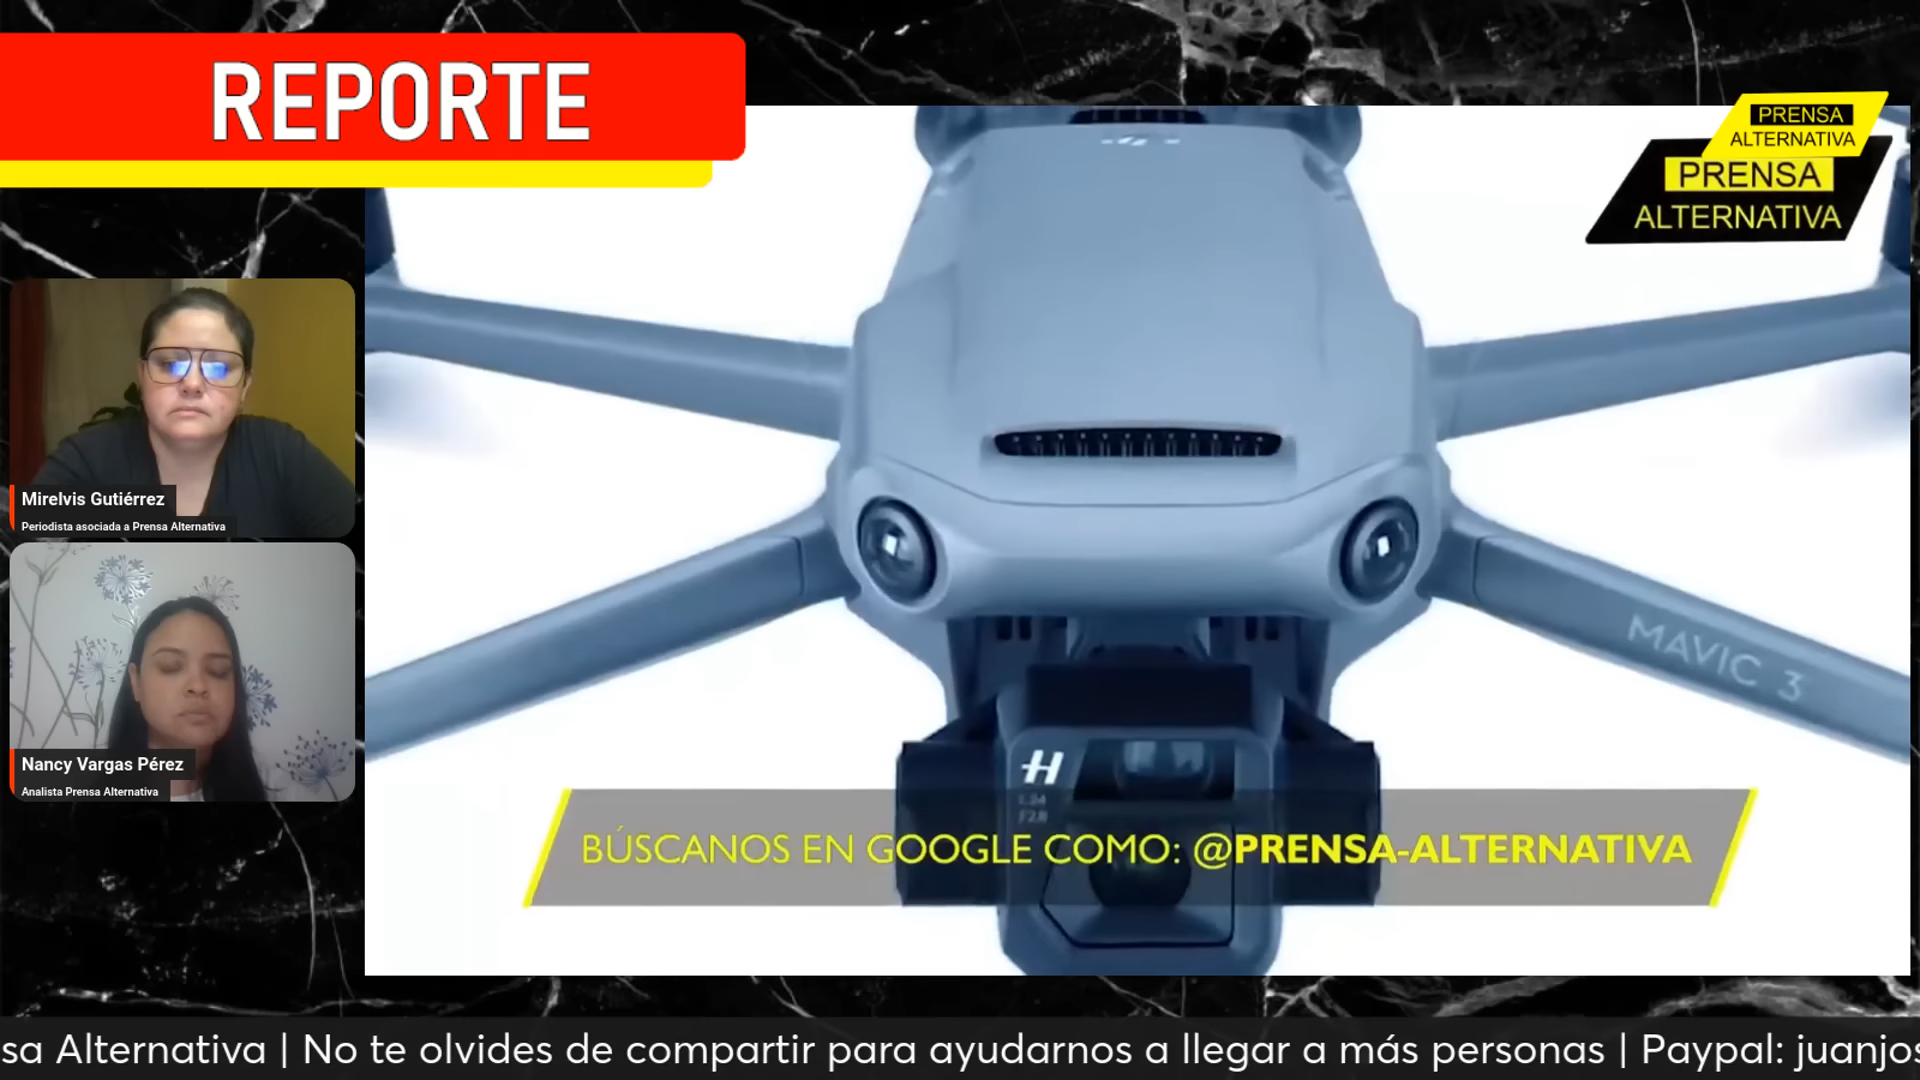 REPORTE
PRENSA
ALTERNATIVA
PRENSA
ALTERNATIVA
Mirelvis Gutiérrez
Periodista asociada a Prensa Alternativa
Nancy Vargas Pérez
Analista Prensa Alternativa
MAVIC 3
H
BÚSCANOS EN GOOGLE COMO: @PRENSA-ALTERNATIVA
sa Alternativa | No te olvides de compartir para ayudarnos a llegar a más personas | Paypal: juanjos